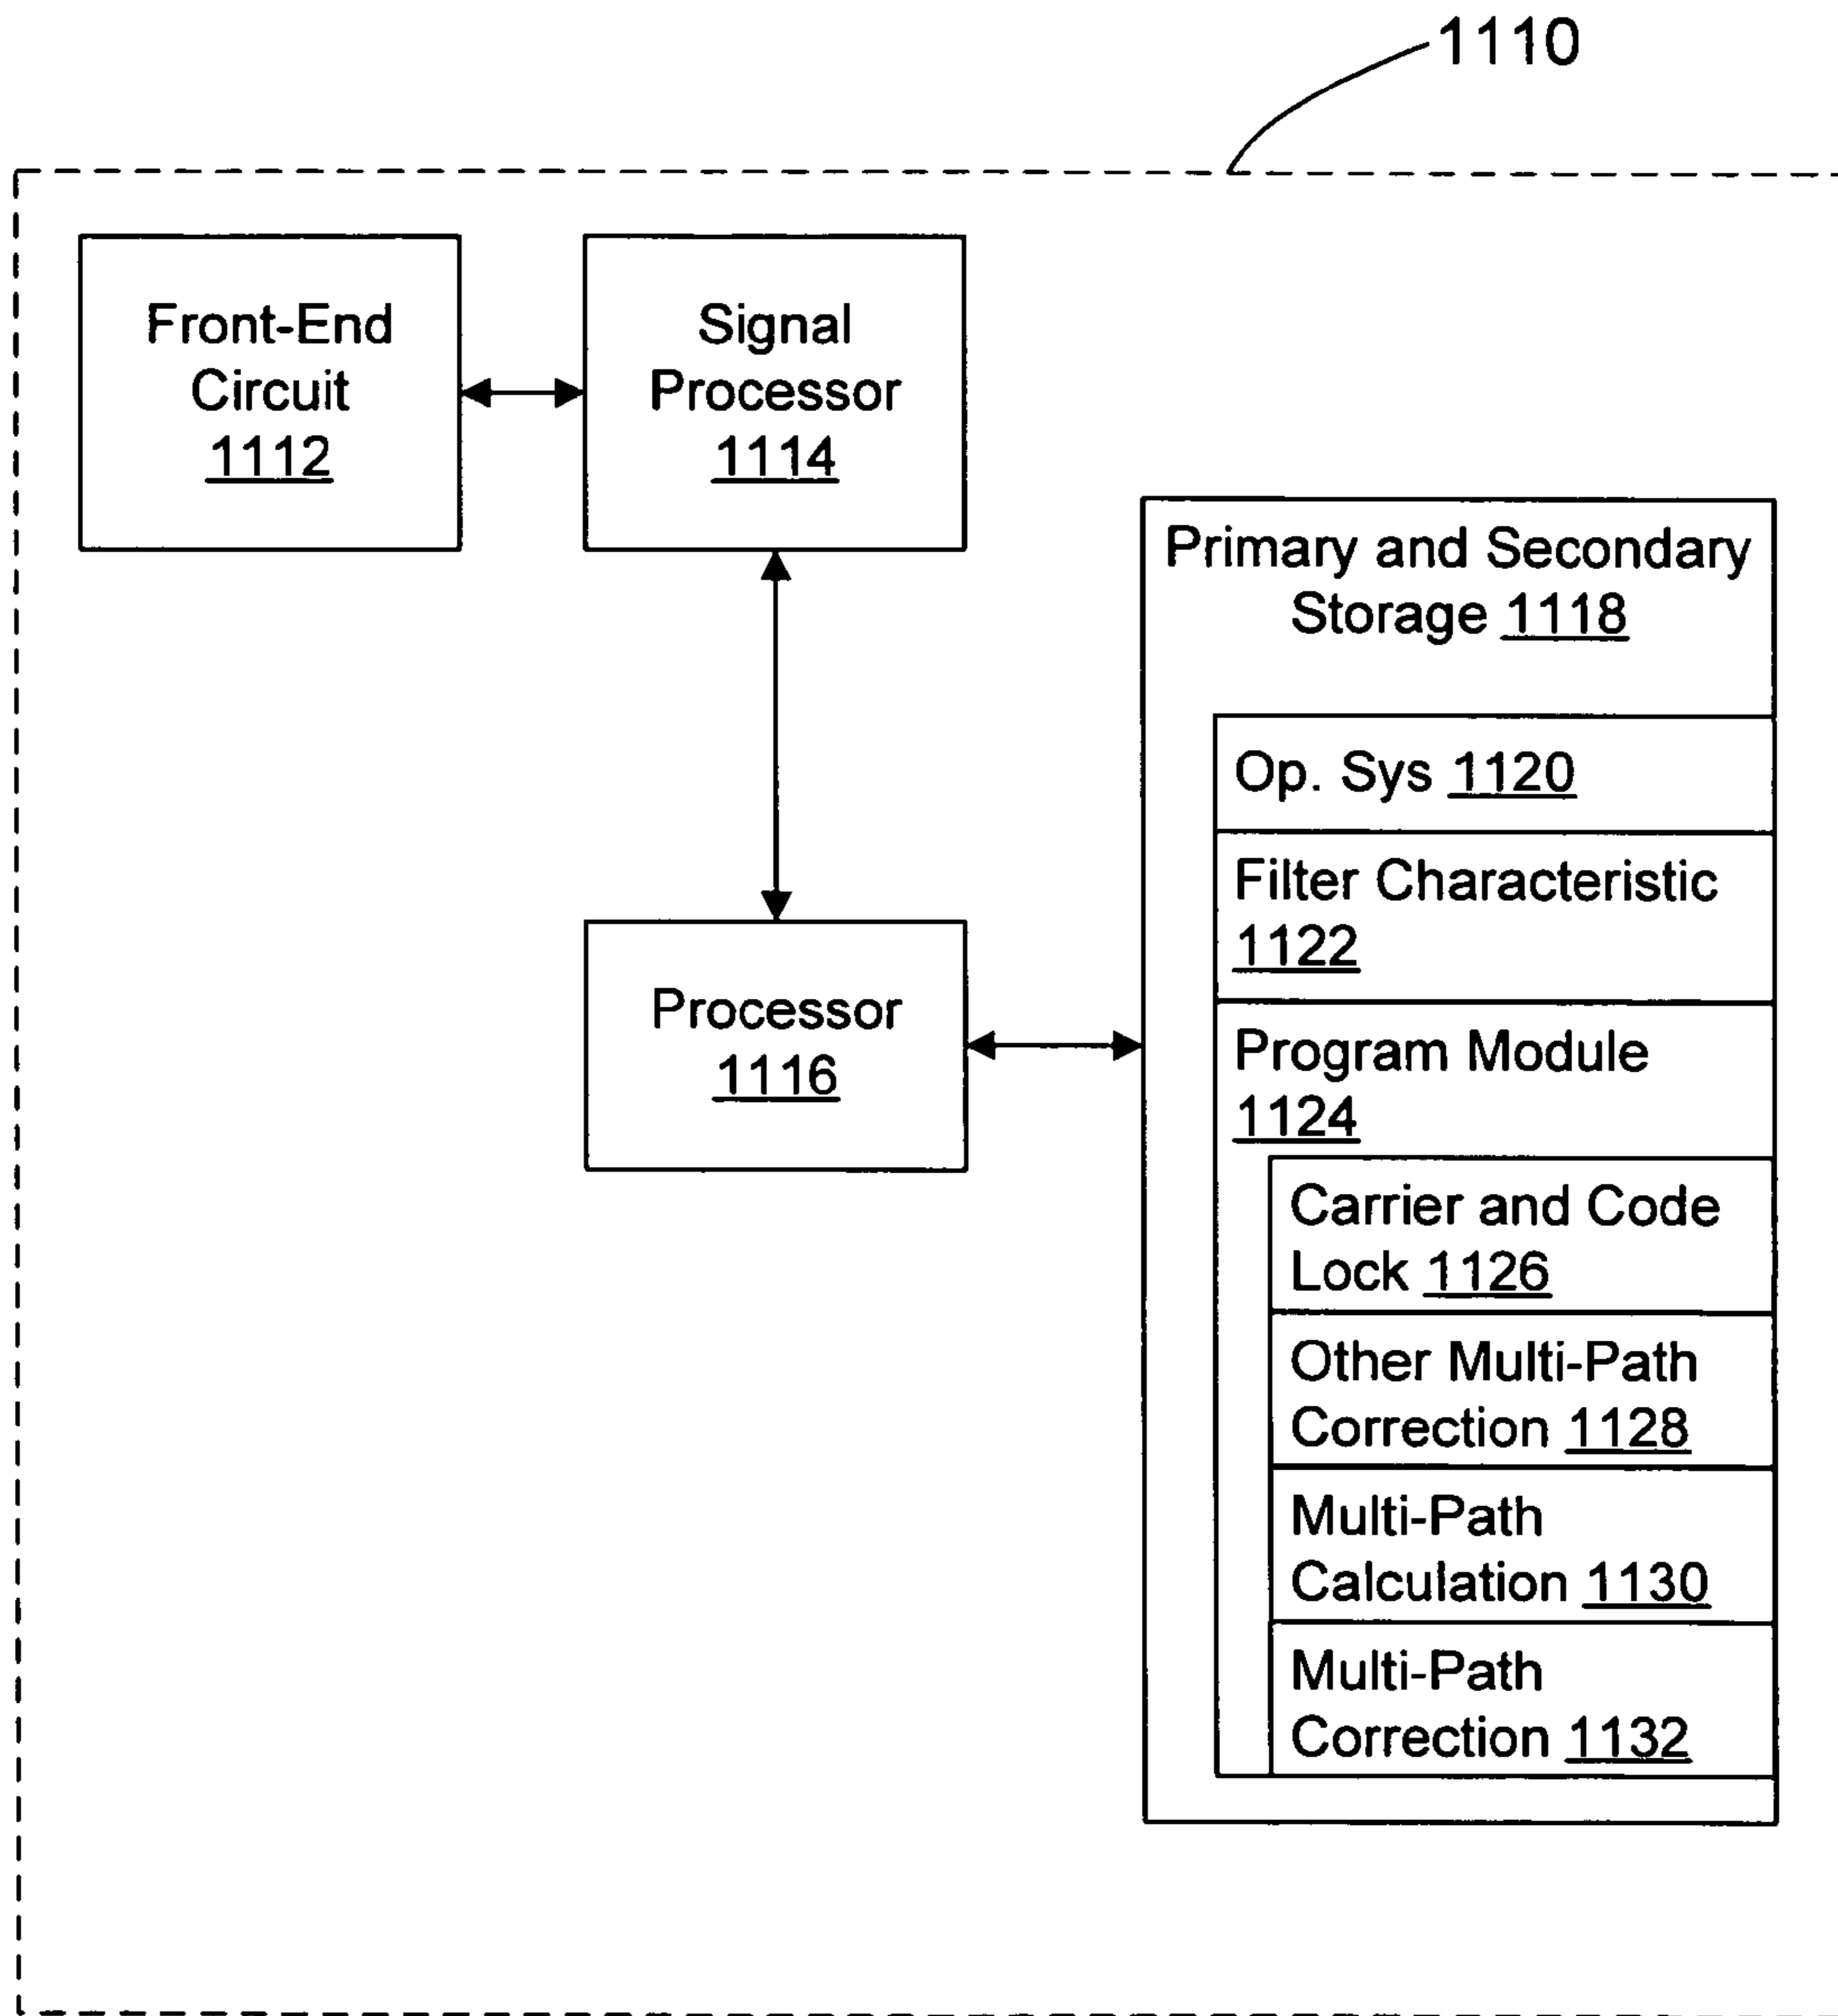 1110
Front-End
Circuit
1112
Signal
Processor
1114
Primary and Secondary
Storage 1118
Op. Sys 1120
Filter Characteristic
1122
Processor
1116
Program Module
1124
Carrier and Code
Lock 1126
Other Multi-Path
Correction 1128
Multi-Path
Calculation 1130
Multi-Path
Correction 1132